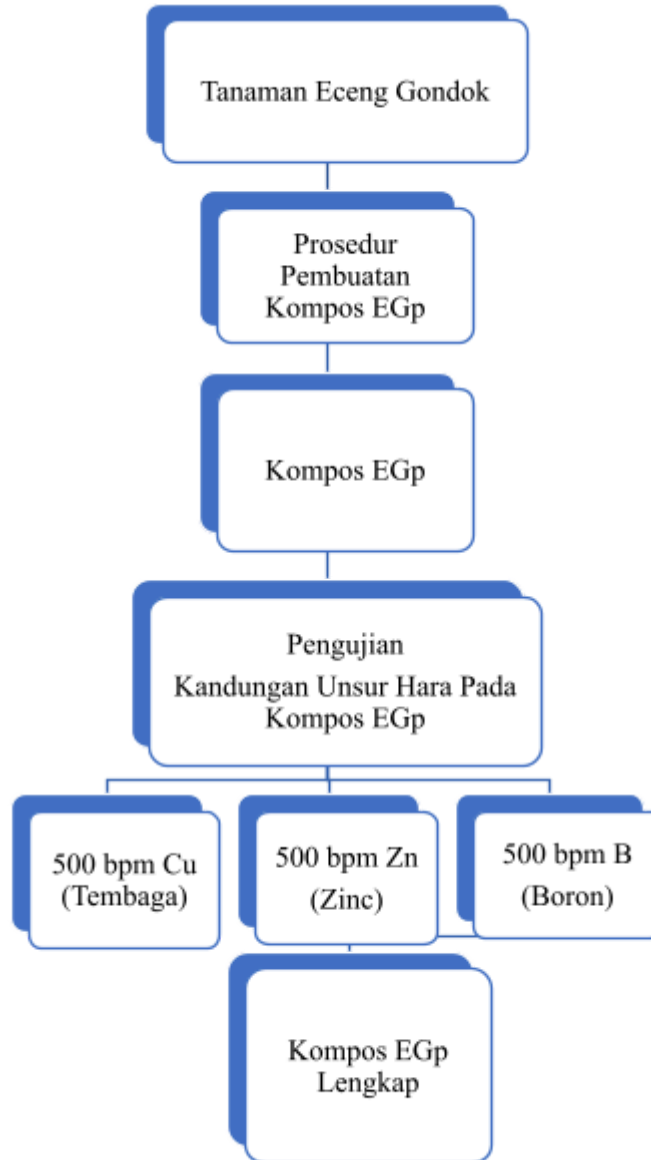 Tanaman Eceng Gondok
Prosedur
Pembuatan
Kompos EGp
Kompos EGp
Pengujian
Kandungan Unsur Hara Pada
Kompos EGp
500 bpm Cu
(Tembaga)
500 bpm Zn
(Zinc)
500 bpm B
(Boron)
Kompos EGp
Lengkap